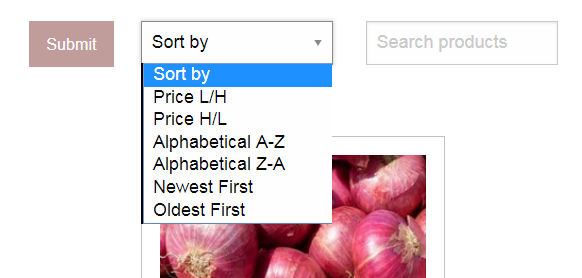 Submit
Sort by
Search products
Sort by
Price L/H
Price H/L
Alphabetical A-Z
Alphabetical Z-A
Newest First
Oldest First